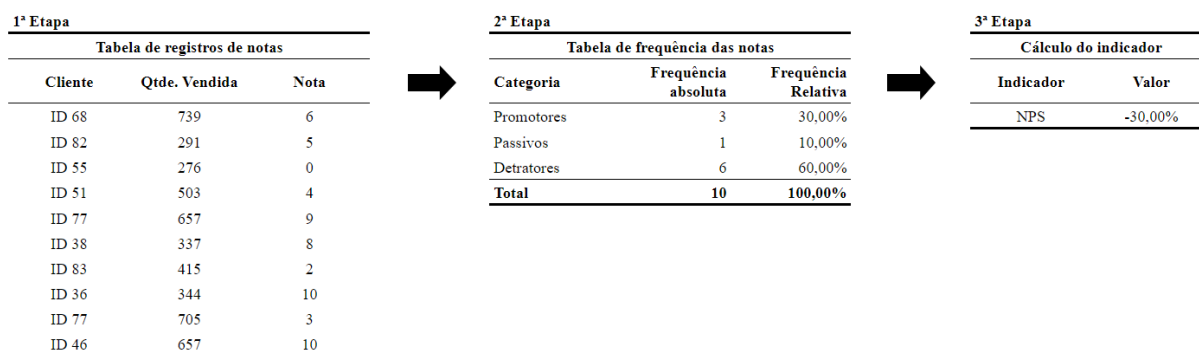 1ª Etapa
Tabela de registros de notas
Cliente Qtde. Vendida Nota
ID 68 739 6
ID 82 291 5
ID 55 276 0
ID 51 503 4
ID 77 657 9
ID 38 337 8
ID 83 415 2
ID 36 344 10
ID 77 705 3
ID 46 657 10
2ª Etapa
Tabela de frequência das notas
Categoria Frequência absoluta Frequência Relativa
Promotores 3 30,00%
Passivos 1 10,00%
Detratores 6 60,00%
Total 10 100,00%
3ª Etapa
Cálculo do indicador
Indicador Valor
NPS -30,00%